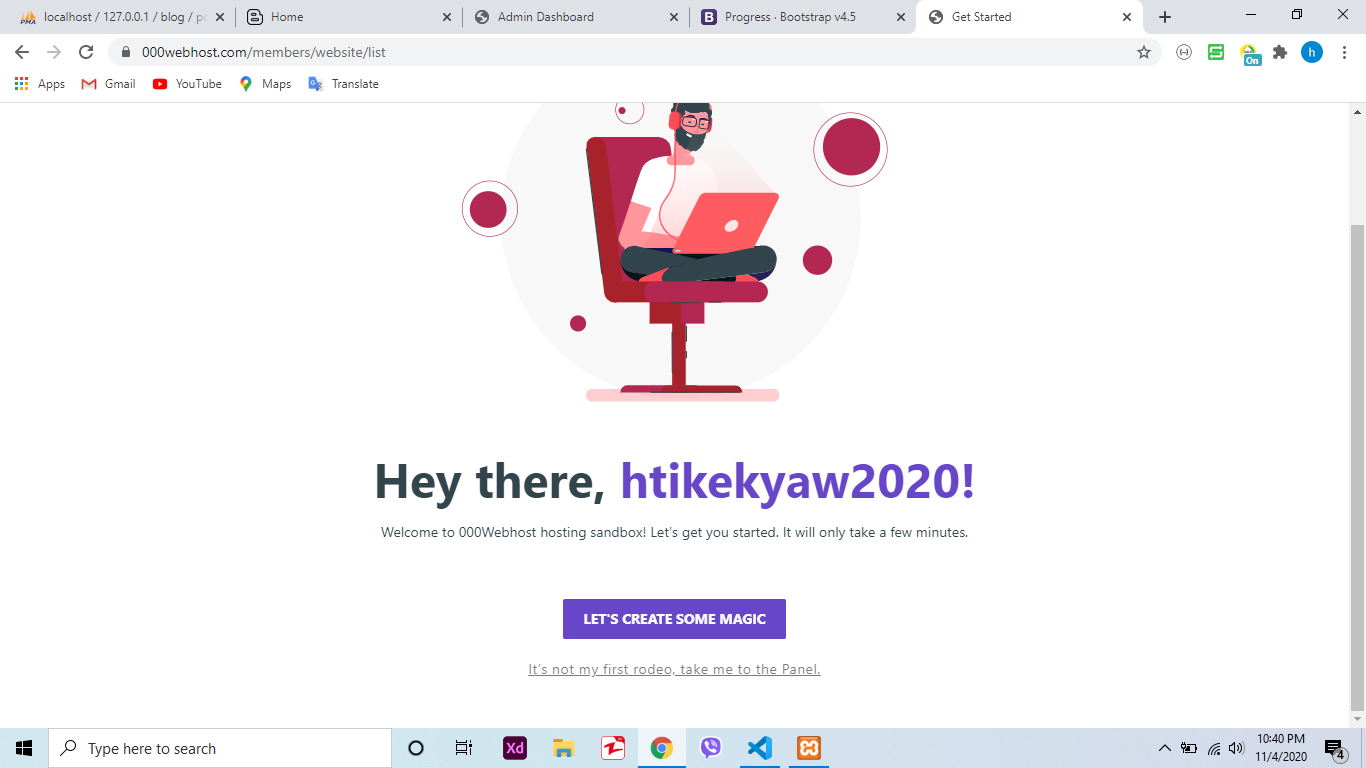 localhost / 127.0.0.1 / blog / po
Home
Admin Dashboard
Progress · Bootstrap v4.5
Get Started
000webhost.com/members/website/list
On
h
Apps
Gmail
YouTube
Maps
Translate
Hey there, htikekyaw2020!
Welcome to 000Webhost hosting sandbox! Let's get you started. It will only take a few minutes.
LET'S CREATE SOME MAGIC
It's not my first rodeo, take me to the Panel.
Type here to search
Xd
10:40 PM
11/4/2020
4